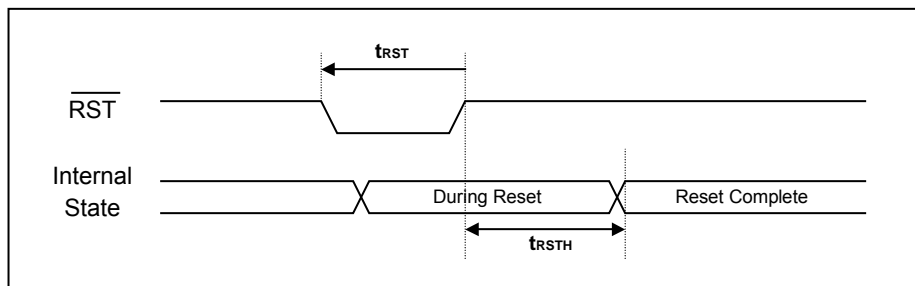 tRST
RST
Internal
State
During Reset
Reset Complete
tRSTH